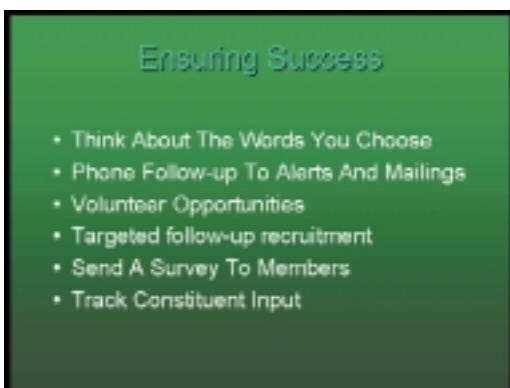 Ensuring Success
• Think About The Words You Choose
• Phone Follow-up To Alerts And Mailings
• Volunteer Opportunities
• Targeted follow-up recruitment
• Send A Survey To Members
• Track Constituent Input